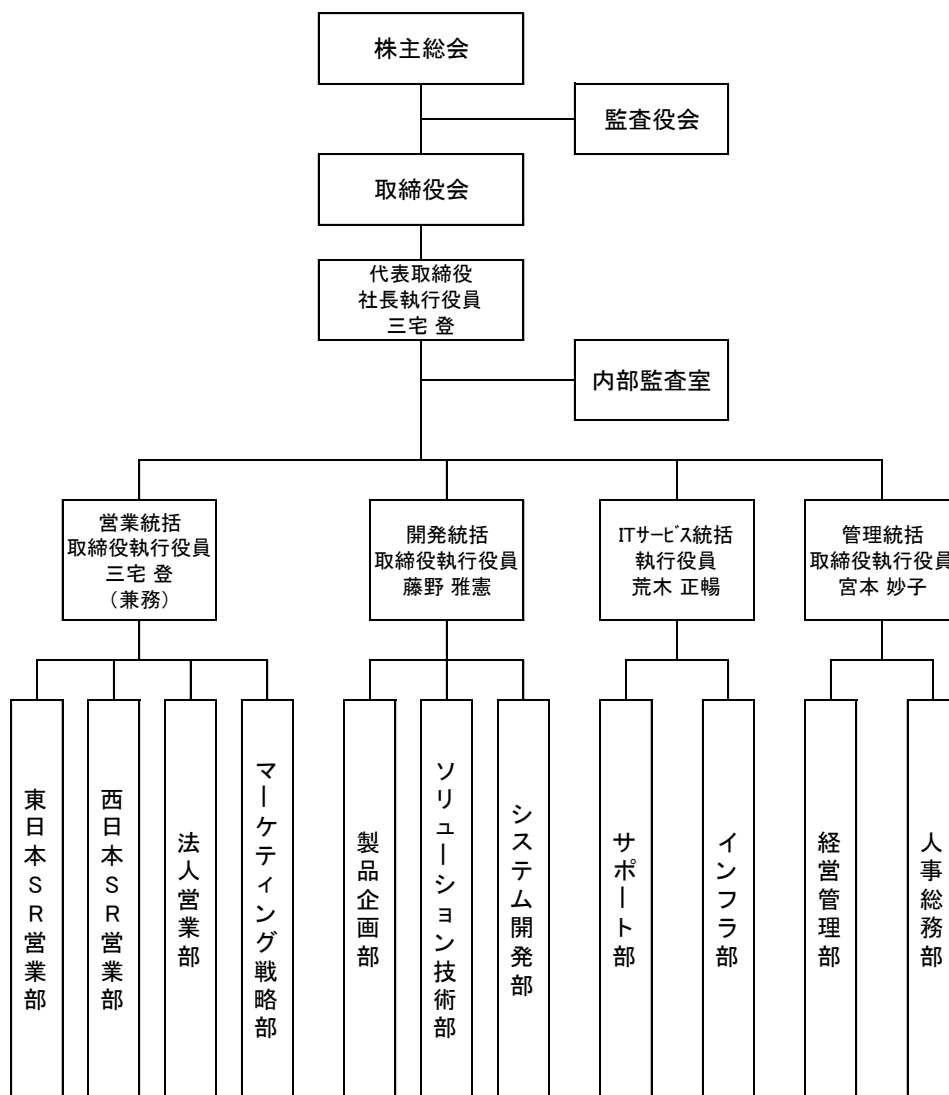 株主総会
監査役会
取締役会
代表取締役
社長執行役員
三宅 登
内部監査室
営業統括
取締役執行役員
三宅 登
（兼務）
開発統括
取締役執行役員
藤野 雅憲
ITｻｰﾋﾞｽ統括
執行役員
荒木 正暢
管理統括
取締役執行役員
宮本 妙子
東日本ＳＲ営業部
西日本ＳＲ営業部
法人営業部
マーケティング戦略部
製品企画部
ソリューション技術部
システム開発部
サポート部
インフラ部
経営管理部
人事総務部